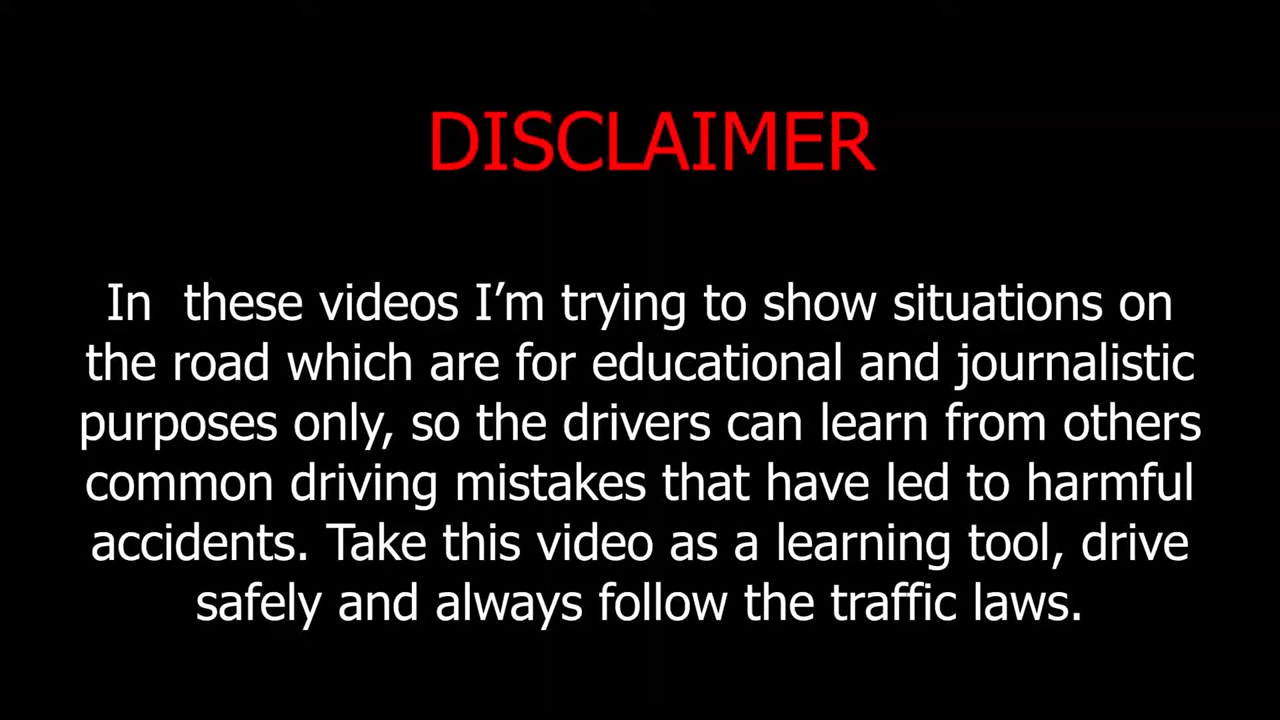 DISCLAIMER
In  these videos I’m trying to show situations on
the road which are for educational and journalistic
purposes only, so the drivers can learn from others
common driving mistakes that have led to harmful
accidents. Take this video as a learning tool, drive
safely and always follow the traffic laws.